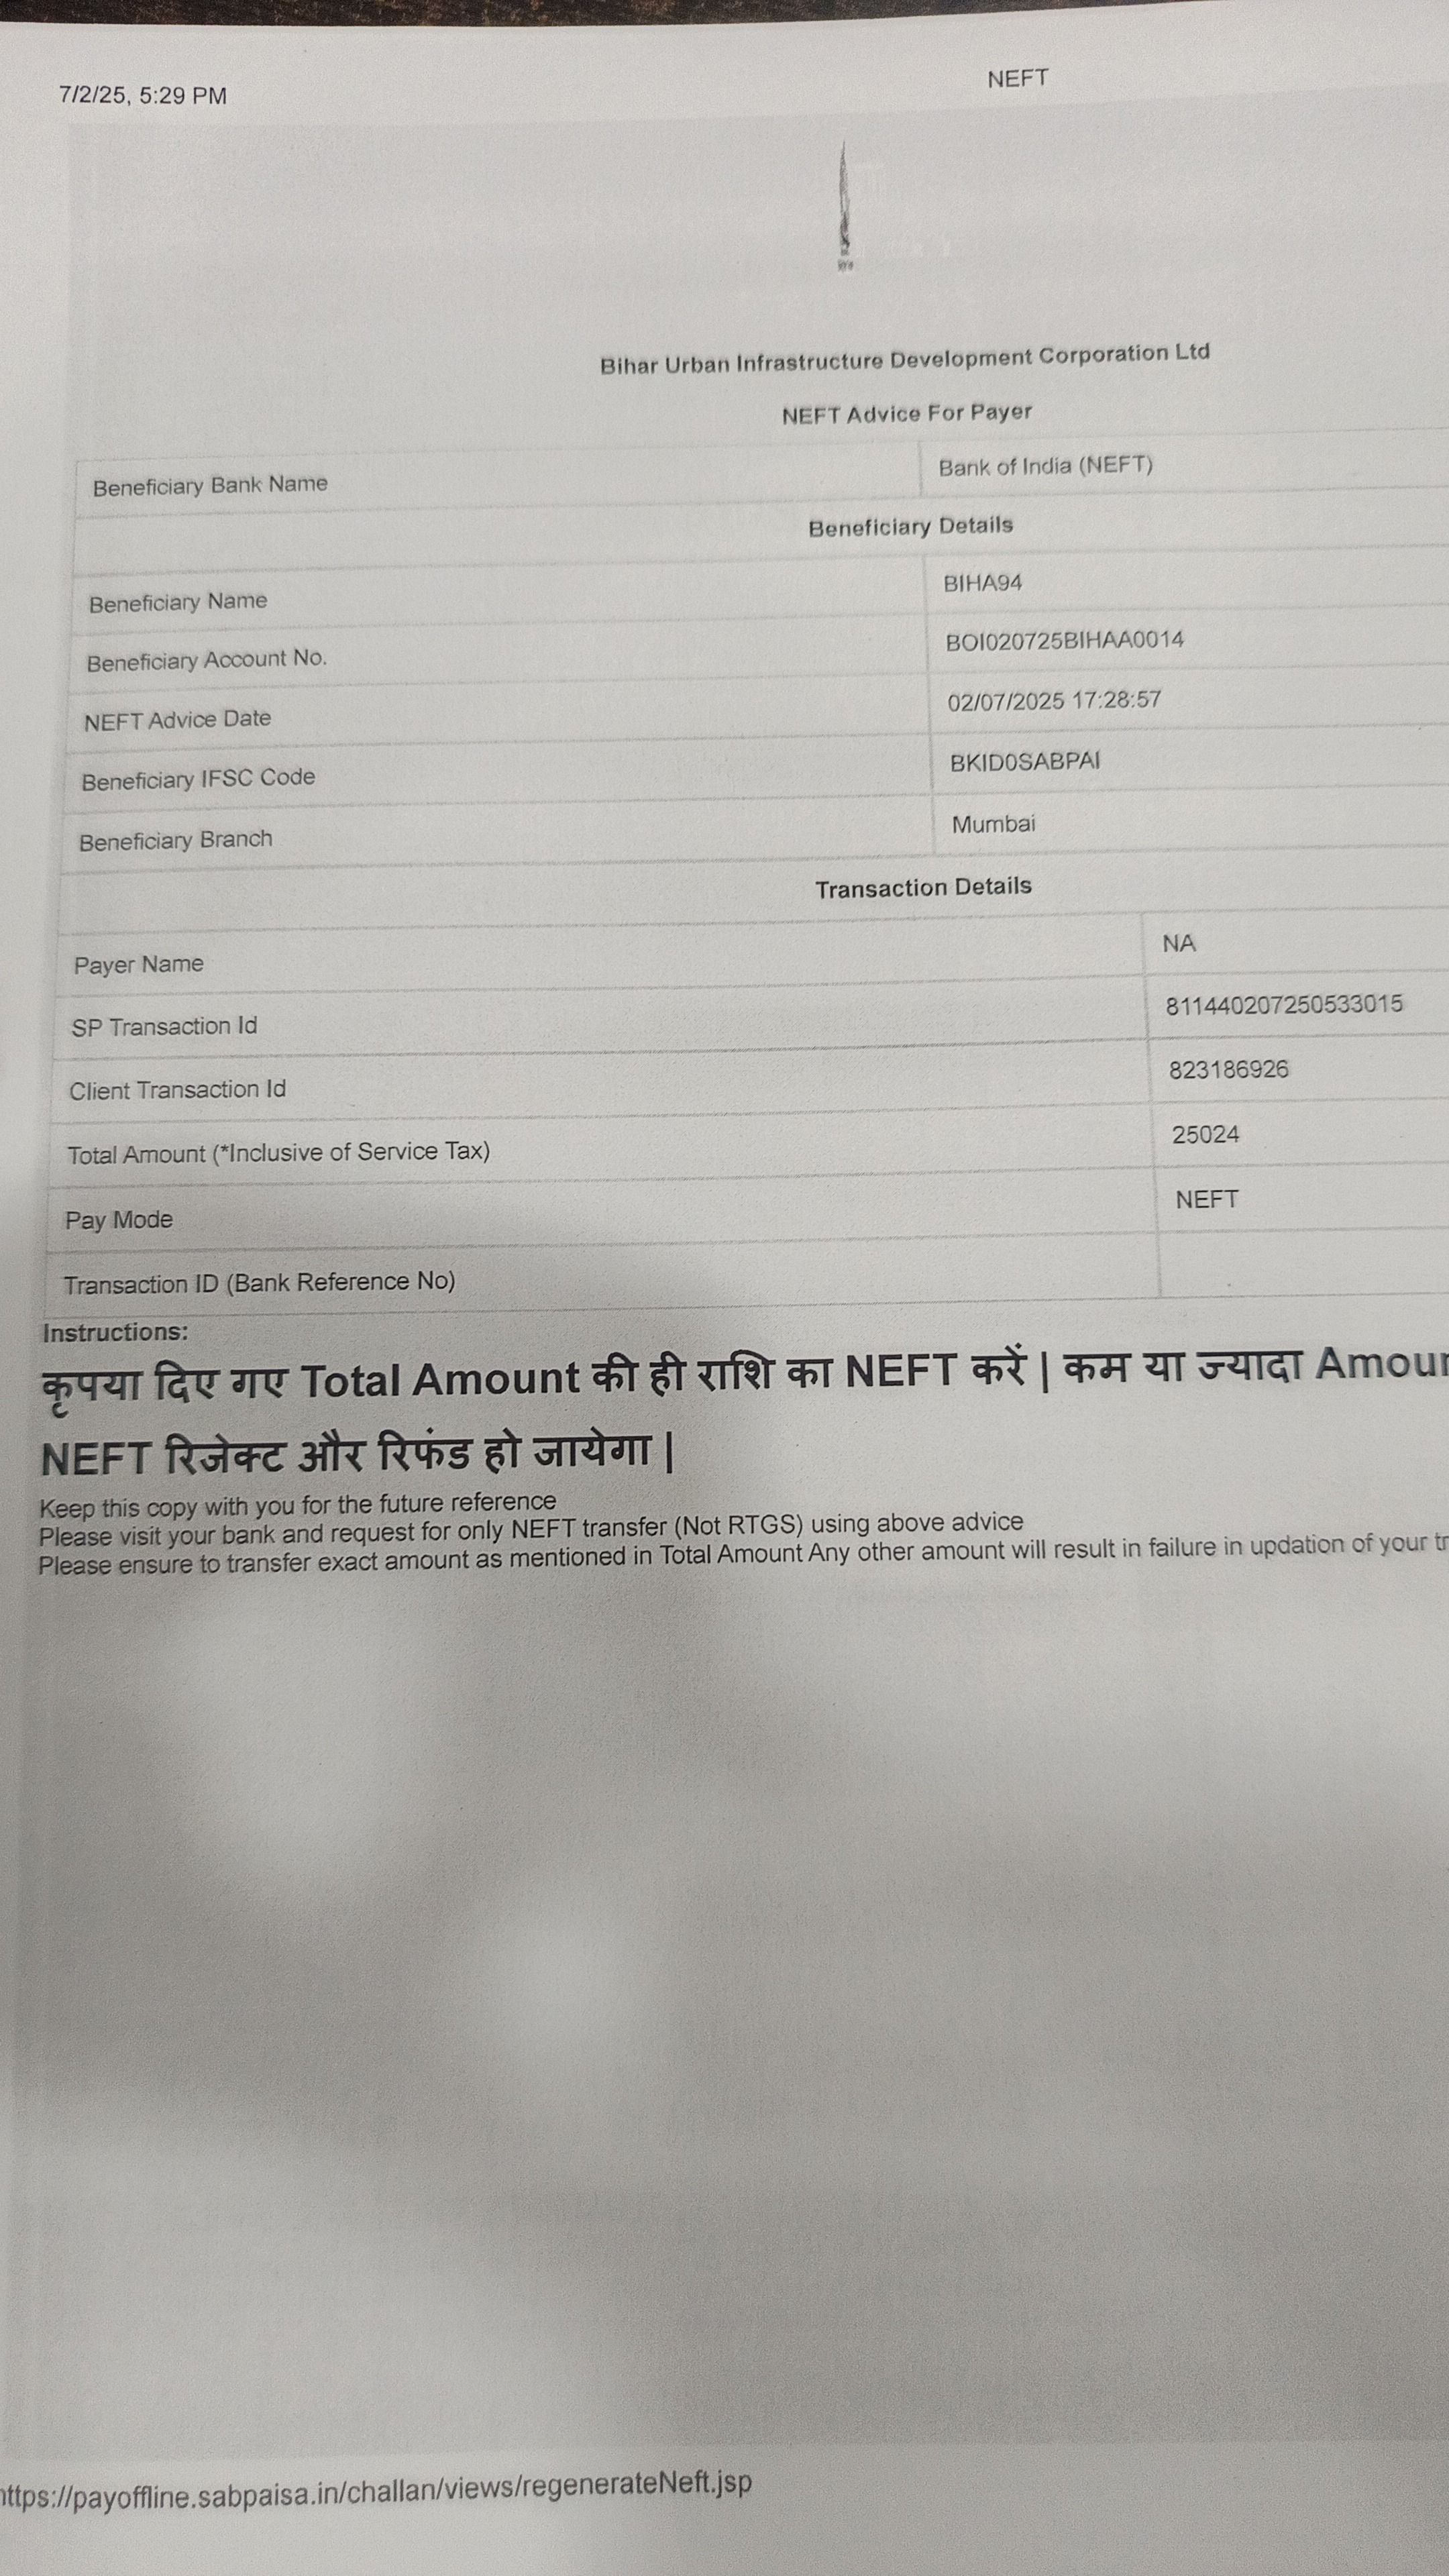 7/2/25, 5:29 PM
NEFT
Bihar Urban Infrastructure Development Corporation Ltd
NEFT Advice For Payer
Beneficiary Bank Name Bank of India (NEFT)
Beneficiary Details
Beneficiary Name BIHA94
Beneficiary Account No. BOI020725BIHAA0014
NEFT Advice Date 02/07/2025 17:28:57
Beneficiary IFSC Code BKID0SABPAI
Beneficiary Branch Mumbai
Transaction Details
Payer Name NA
SP Transaction Id 811440207250533015
Client Transaction Id 823186926
Total Amount (*Inclusive of Service Tax) 25024
Pay Mode NEFT
Transaction ID (Bank Reference No)
Instructions:
कृपया दिए गए Total Amount की ही राशि का NEFT करें | कम या ज्यादा
NEFT रिजेक्ट और रिफंड हो जायेगा |
Keep this copy with you for the future reference
Please visit your bank and request for only NEFT transfer (Not RTGS) using above advice
Please ensure to transfer exact amount as mentioned in Total Amount Any other amount will result in failure in updation of your
ttps://payoffline.sabpaisa.in/challan/views/regenerateNeft.jsp